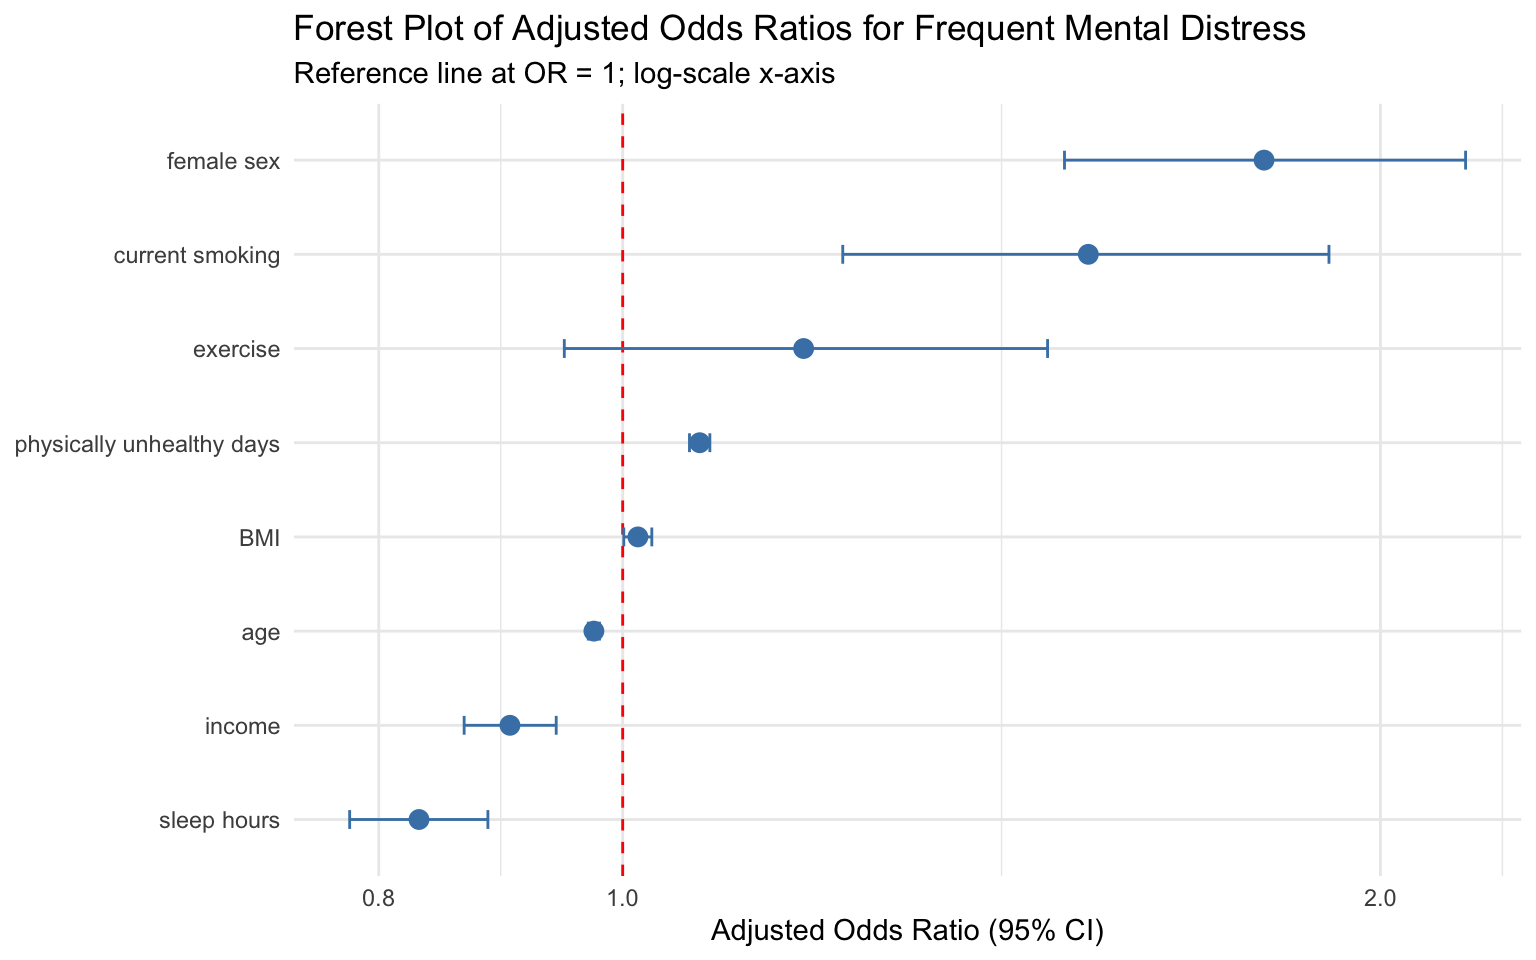 Forest Plot of Adjusted Odds Ratios for Frequent Mental Distress
Reference line at OR = 1; log-scale x-axis
female sex
current smoking
exercise
physically unhealthy days
BMI
age
income
sleep hours
0.8 1.0 2.0
Adjusted Odds Ratio (95% CI)